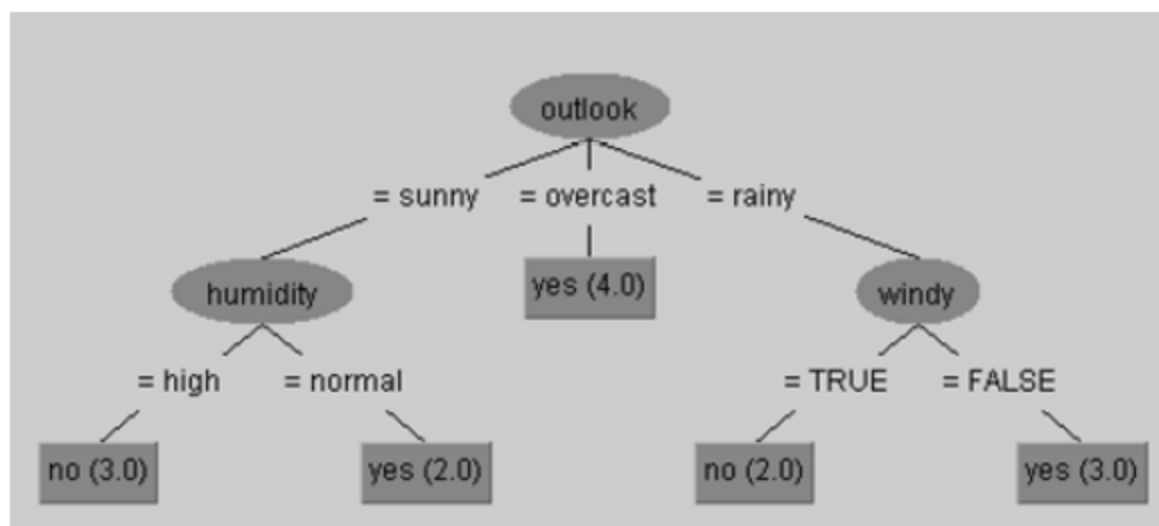 outlook
= sunny = overcast = rainy
humidity yes (4.0) windy
= high = normal = TRUE = FALSE
no (3.0) yes (2.0) no (2.0) yes (3.0)